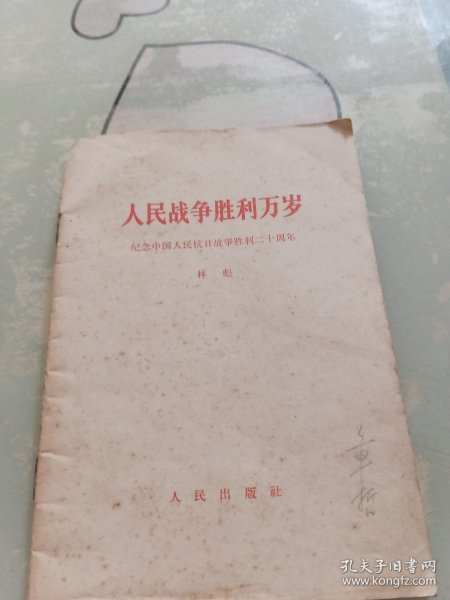 人民战争胜利万岁
纪念中国人民抗日战争胜利二十周年
林 彪
人民出版社
孔夫子旧书网
www.kongfz.com